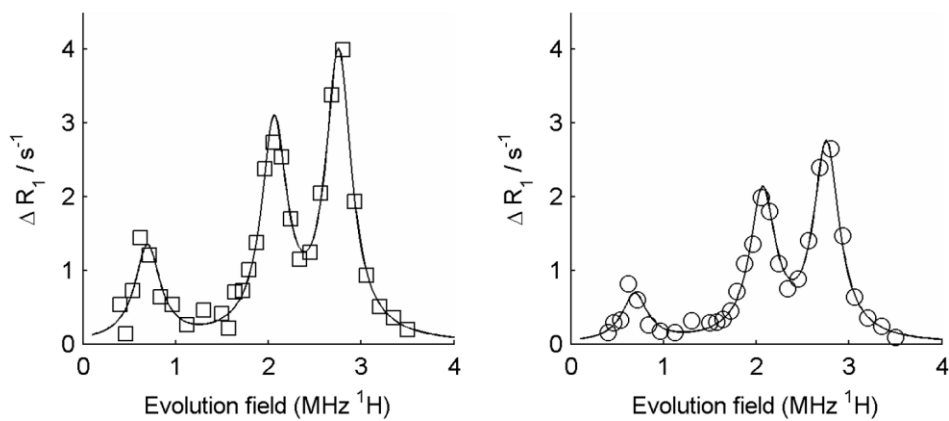 4
3
2
1
0
0 1 2 3 4
Δ R₁ / s⁻¹
Evolution field (MHz ¹H)
4
3
2
1
0
0 1 2 3 4
Δ R₁ / s⁻¹
Evolution field (MHz ¹H)